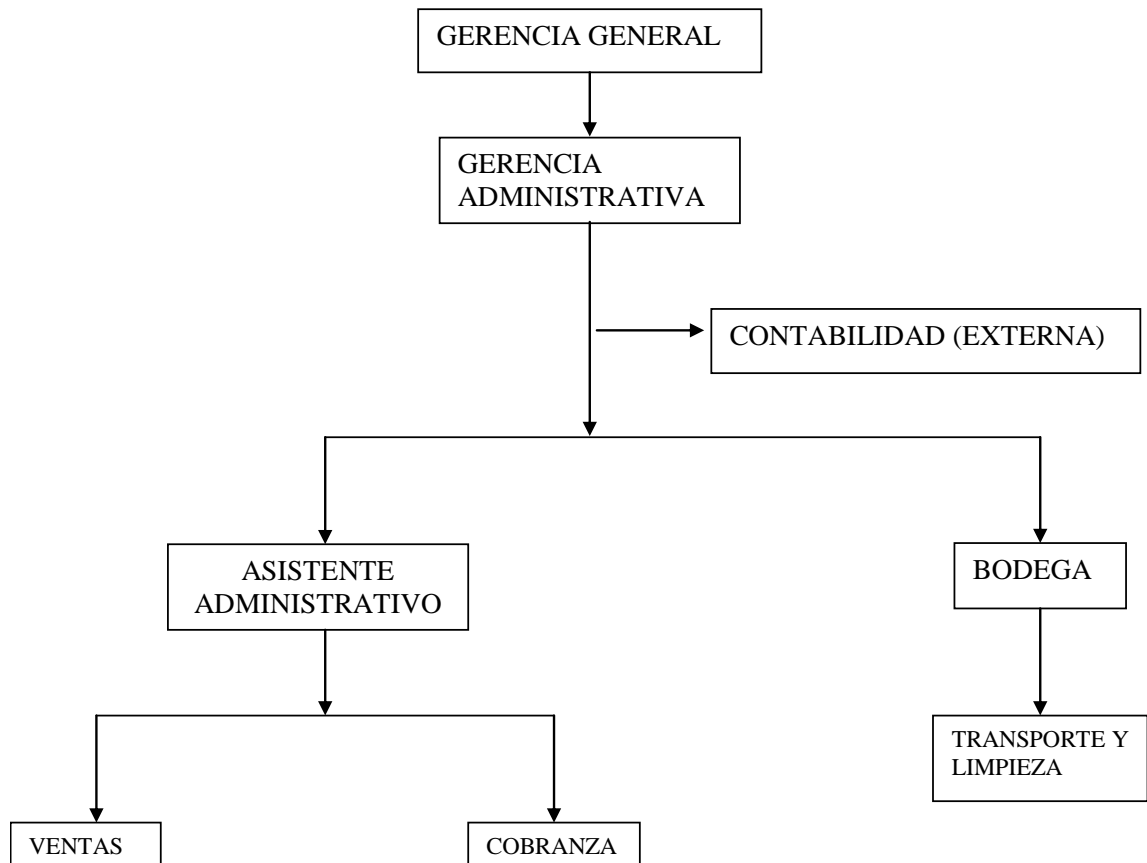 GERENCIA GENERAL
GERENCIA
ADMINISTRATIVA
CONTABILIDAD (EXTERNA)
ASISTENTE
ADMINISTRATIVO
BODEGA
TRANSPORTE Y
LIMPIEZA
VENTAS
COBRANZA